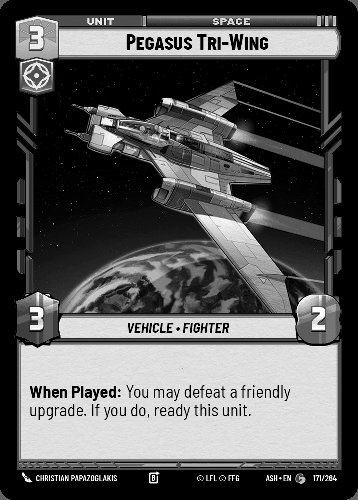 UNIT SPACE
3 PEGASUS TRI-WING
3 VEHICLE • FIGHTER 2
When Played: You may defeat a friendly
upgrade. If you do, ready this unit.
CHRISTIAN PAPAZOGLAKIS © LFL © FFG ASH • EN 171/264